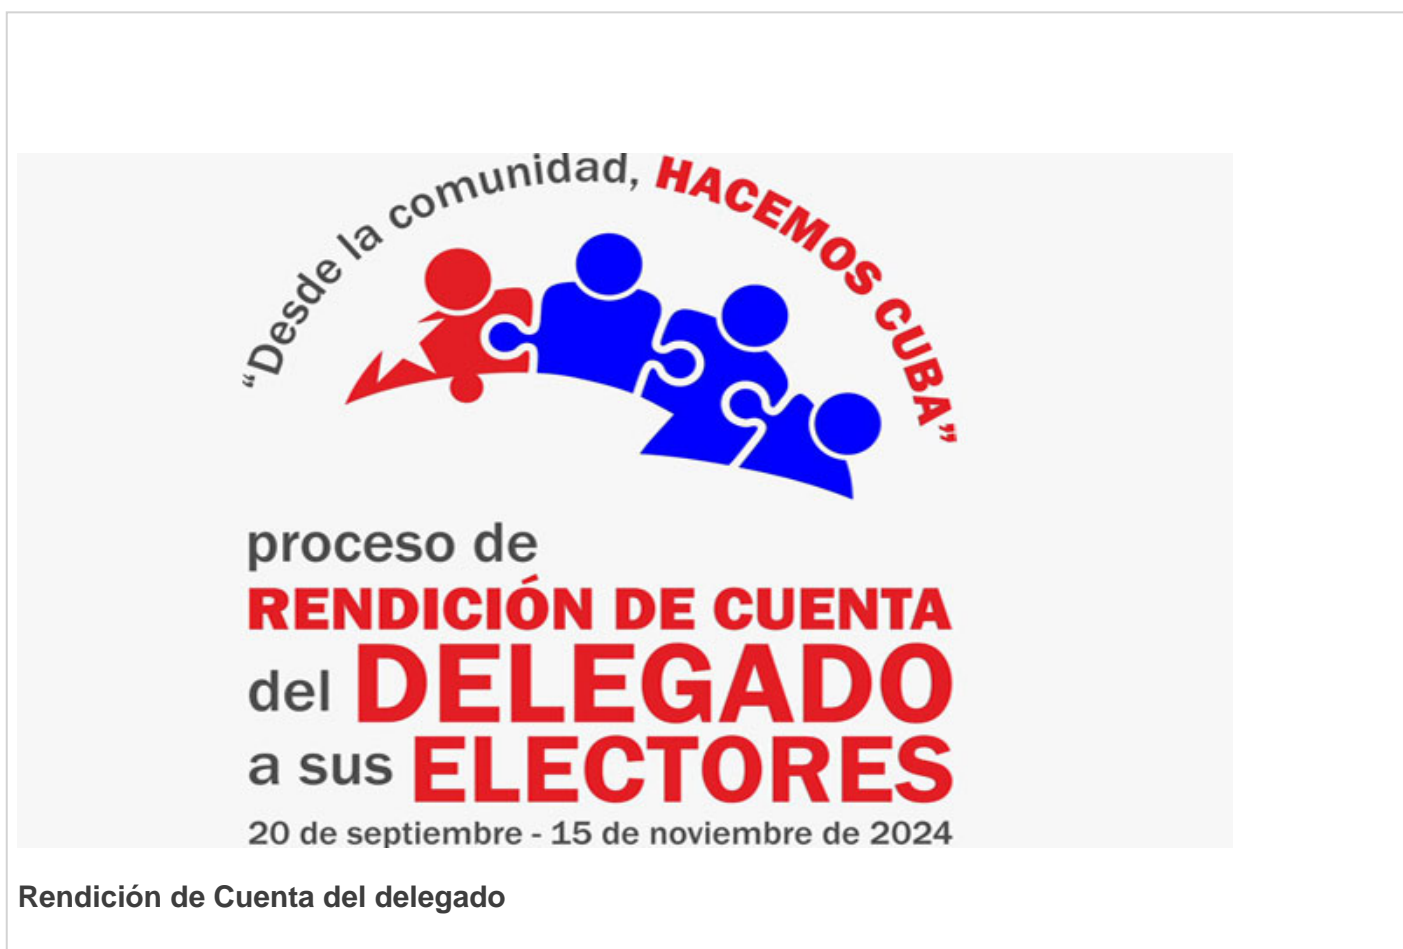 “Desde la comunidad, HACEMOS CUBA”
proceso de
RENDICIÓN DE CUENTA
del DELEGADO
a sus ELECTORES
20 de septiembre - 15 de noviembre de 2024
Rendición de Cuenta del delegado